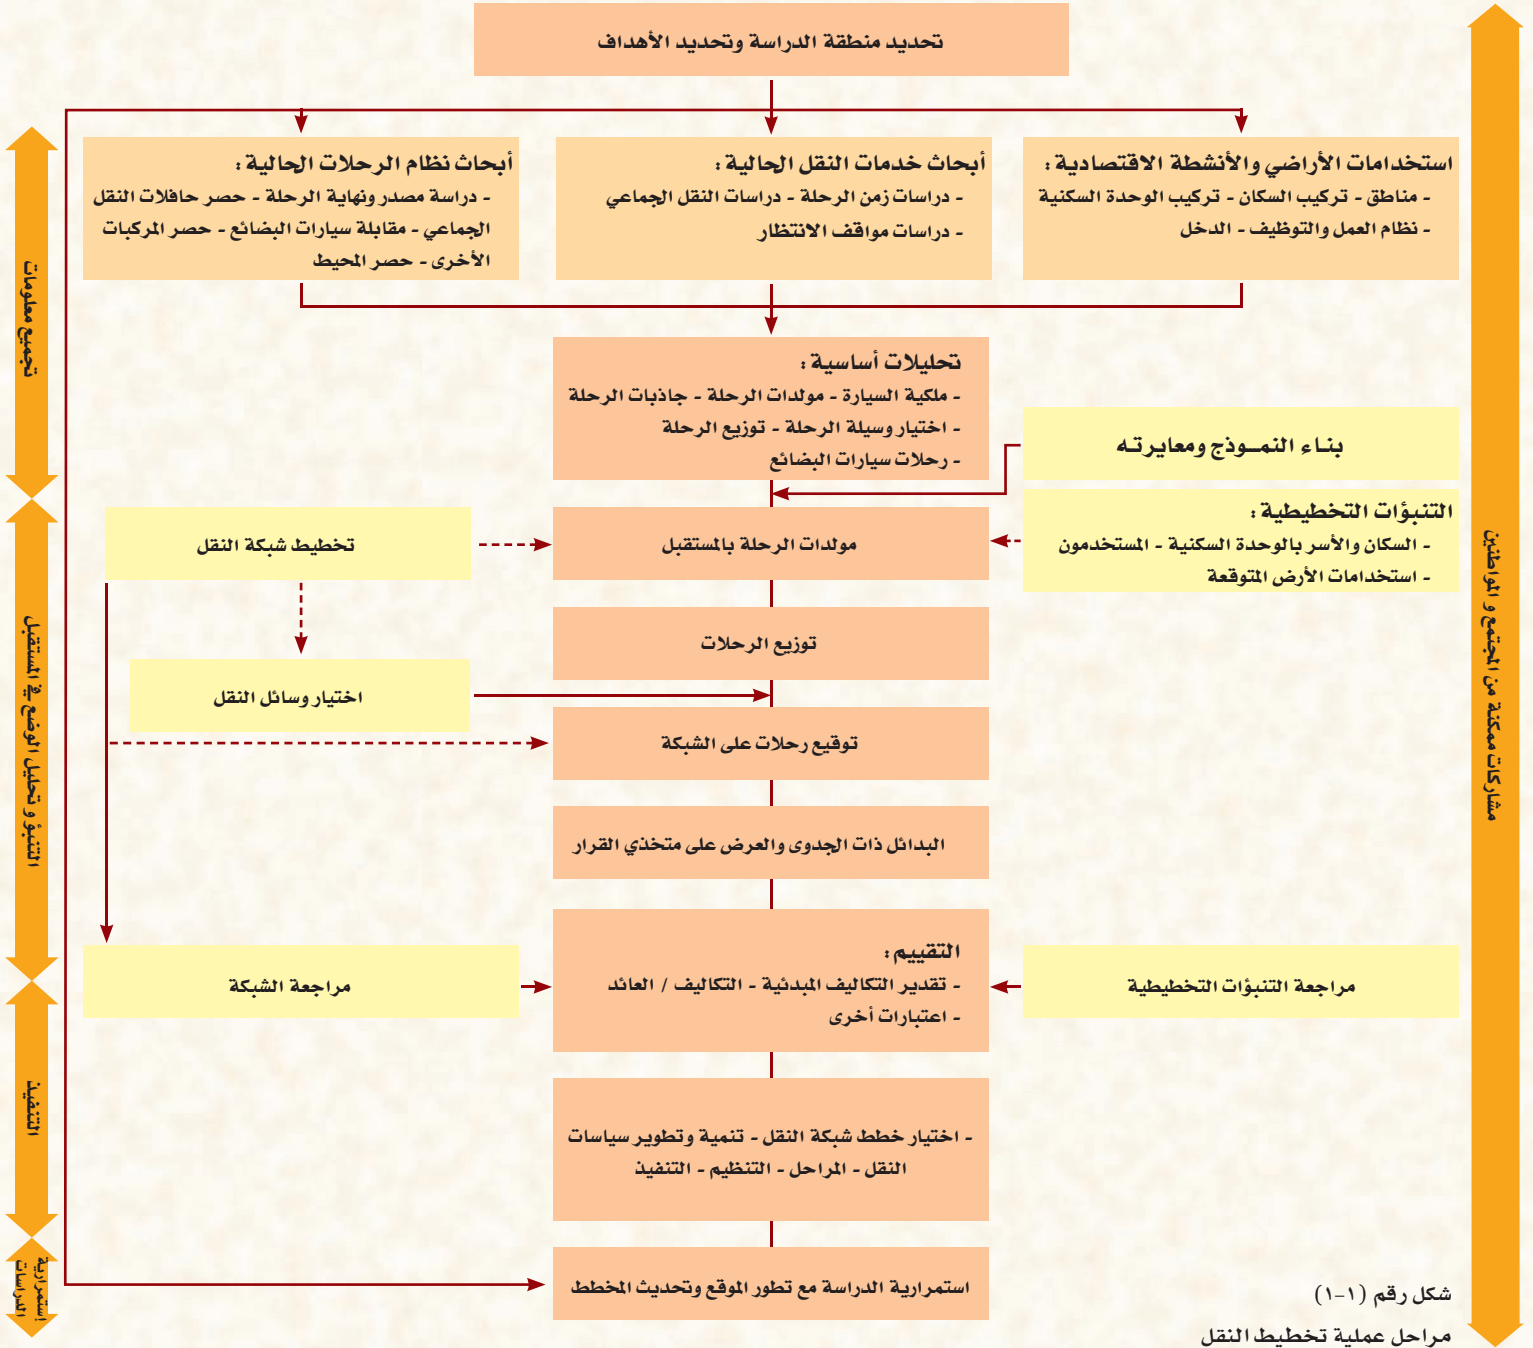 تحديد منطقة الدراسة وتحديد الأهداف
استخدامات الأراضي والأنشطة الاقتصادية :
- مناطق - تركيب السكان - تركيب الوحدة السكنية
- نظام العمل والتوظيف - الدخل
أبحاث خدمات النقل الحالية :
- دراسات زمن الرحلة - دراسات النقل الجماعي
- دراسات مواقف الانتظار
أبحاث نظام الرحلات الحالية :
- دراسة مصدر ونهاية الرحلة - حصر حافلات النقل
الجماعي - مقابلة سيارات البضائع - حصر المركبات
الأخرى - حصر المحيط
تحليلات أساسية :
- ملكية السيارة - مولدات الرحلة - جاذبات الرحلة
- اختيار وسيلة الرحلة - توزيع الرحلة
- رحلات سيارات البضائع
بناء النمـوذج ومعايرتـه
التنبؤات التخطيطية :
- السكان والأسر بالوحدة السكنية - المستخدمون
- استخدامات الأرض المتوقعة
مولدات الرحلة بالمستقبل
تخطيط شبكة النقل
توزيع الرحلات
اختيار وسائل النقل
توقيع رحلات على الشبكة
البدائل ذات الجدوى والعرض على متخذي القرار
التقييم :
- تقدير التكاليف المبدئية - التكاليف / العائد
- اعتبارات أخرى
مراجعة التنبؤات التخطيطية
مراجعة الشبكة
- اختيار خطط شبكة النقل - تنمية وتطوير سياسات
النقل - المراحل - التنظيم - التنفيذ
استمرارية الدراسة مع تطور الموقع وتحديث المخطط
مشاركات ممكنة من المجتمع و المواطنين
تجميع معلومات
التنبؤ و تحليل الوضع في المستقبل
التنفيذ
إستمرارية
الدراسات
شكل رقم (١-١)
مراحل عملية تخطيط النقل